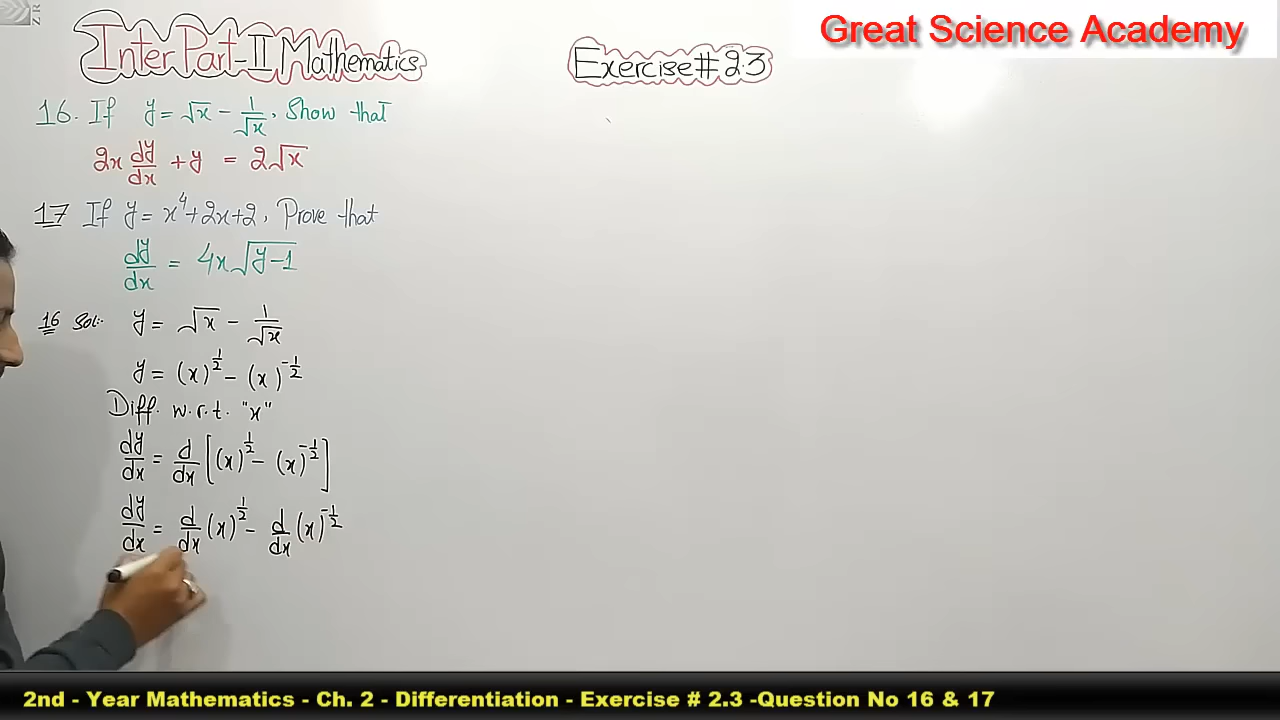 Great Science Academy
Inter Part-II Mathematics
Exercise# 2.3
16. If y = √x - 1/√x, Show that
2x dy/dx + y = 2√x
17 If y = x⁴+2x+2, Prove that
dy/dx = 4x√(y-1)
16 Sol:- y = √x - 1/√x
y = (x)^(1/2) - (x)^(-1/2)
Diff. w.r.t. "x"
dy/dx = d/dx [(x)^(1/2) - (x)^(-1/2)]
dy/dx = d/dx (x)^(1/2) - d/dx (x)^(-1/2)
2nd - Year Mathematics - Ch. 2 - Differentiation - Exercise # 2.3 -Question No 16 & 17